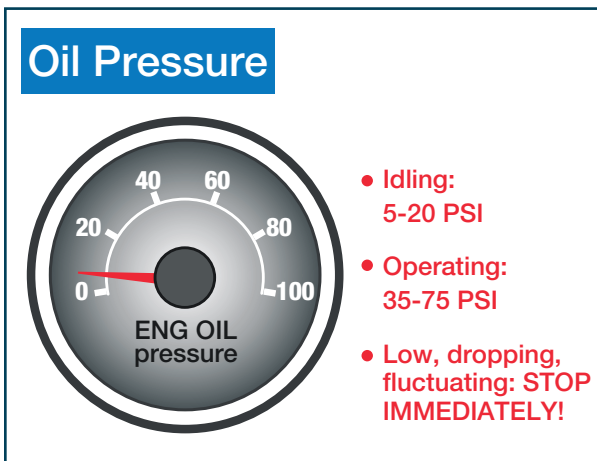 Oil Pressure
40 60
20 80
0 100
ENG OIL
pressure
• Idling:
5-20 PSI
• Operating:
35-75 PSI
• Low, dropping,
fluctuating: STOP
IMMEDIATELY!